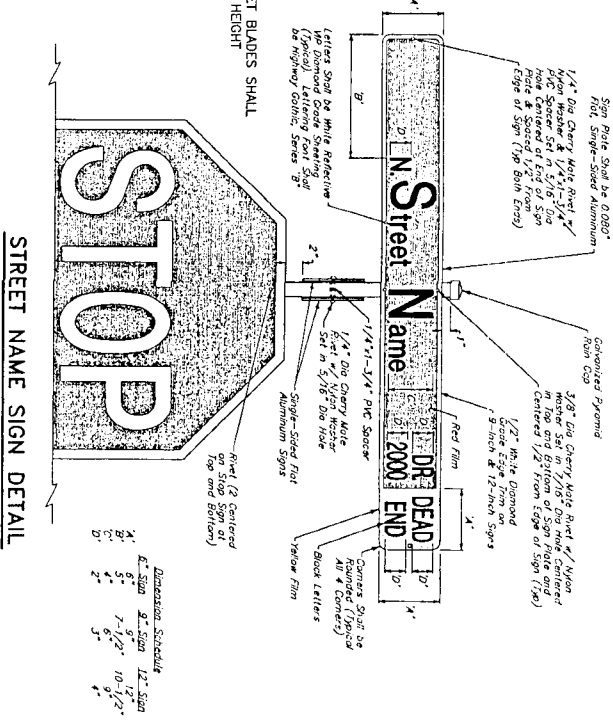 Sign Plate Shall be 0.080"
Flat, Single-Sided Aluminum
1/4" Dia Cherry Mate Rivet w/
Nylon Washer & 1/4"x1-3/4"
PVC Spacer Set in 5/16" Dia
Hole Centered at End of Sign
Plate & Spaced 1/2" From
Edge of Sign (Typ Both Ends)
Galvanized Pyramid
Rain Cap
3/8" Dia Cherry Mate Rivet w/ Nylon
Washer Set in 7/16" Dia Hole Centered
in Top and Bottom of Sign Plate and
Centered 1/2" From Edge of Sign (Typ)
1/2" White Diamond
Grade Edge Trim on
9-Inch & 12-Inch Signs
Red Film
'A'
'B'
'D'
N. Street Name
'C'
'D'
'D'
DR
2000
DEAD
END
'A'
'D'
'D'
'A'
1"
2"
Corners Shall be
Rounded (Typical
All 4 Corners)
Black Letters
Yellow Film
Letters Shall be White Reflective
VIP Diamond Grade Sheeting
(Typical). Lettering Font Shall
be Highway Gothic, Series "B"
1/4"x1-3/4" PVC Spacer
1/4" Dia Cherry Mate
Rivet w/ Nylon Washer
Set in 5/16" Dia Hole
Single-Sided Flat
Aluminum Signs
Rivet (2 Centered
on Stop Sign at
Top and Bottom)
ET BLADES SHALL
HEIGHT
STOP
Dimension Schedule
6" Sign 9" Sign 12" Sign
'A' 6" 9" 12"
'B' 5" 7-1/2" 10-1/2"
'C' 4" 6" 9"
'D' 2" 3" 4"
STREET NAME SIGN DETAIL